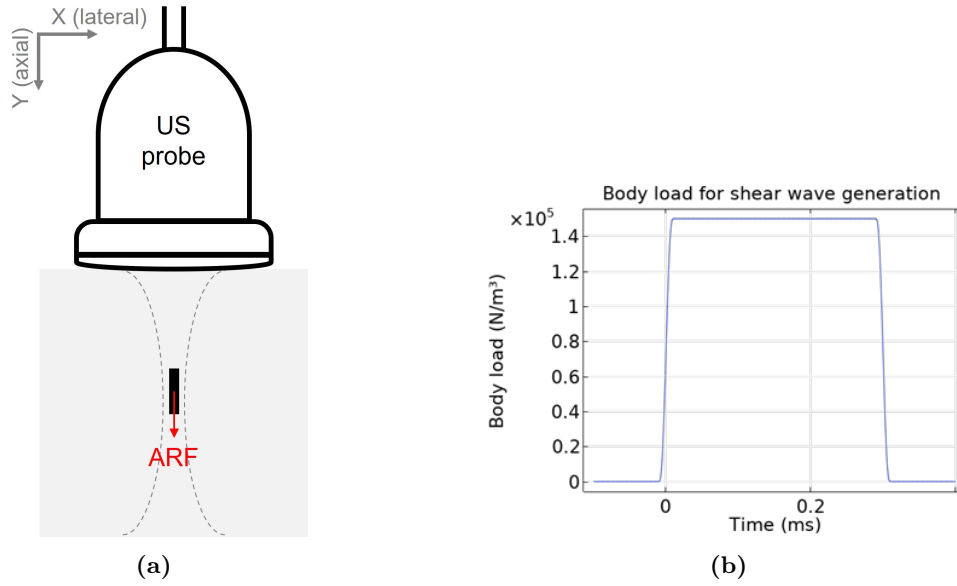 X (lateral)
Y (axial)
US
probe
ARF
(a)
Body load for shear wave generation
×10⁵
Body load (N/m³)
1.4
1.2
1
0.8
0.6
0.4
0.2
0
0
0.2
Time (ms)
(b)